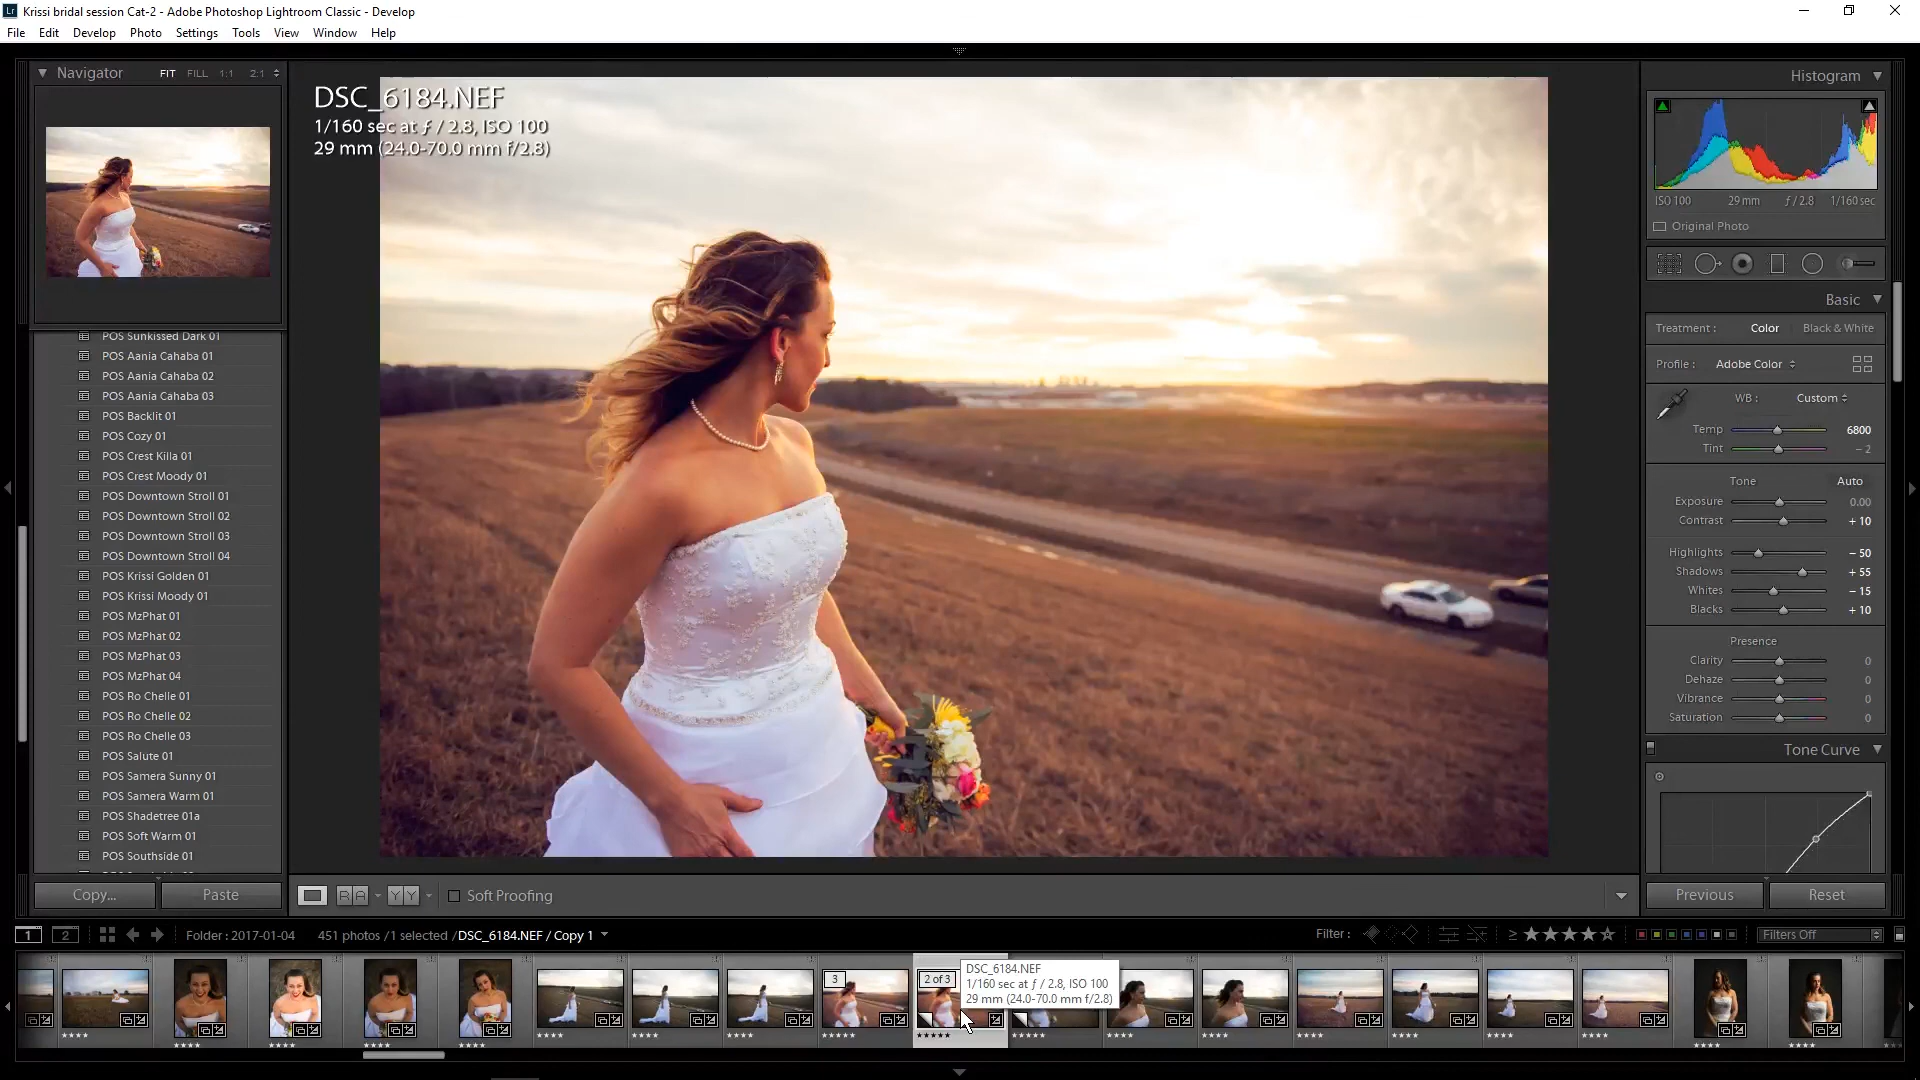 Lr Krissi bridal session Cat-2 - Adobe Photoshop Lightroom Classic - Develop
File Edit Develop Photo Settings Tools View Window Help
Navigator FIT FILL 1:1 2:1
DSC_6184.NEF
1/160 sec at ƒ / 2.8, ISO 100
29 mm (24.0-70.0 mm f/2.8)
POS Sunkissed Dark 01
POS Aania Cahaba 01
POS Aania Cahaba 02
POS Aania Cahaba 03
POS Backlit 01
POS Cozy 01
POS Crest Killa 01
POS Crest Moody 01
POS Downtown Stroll 01
POS Downtown Stroll 02
POS Downtown Stroll 03
POS Downtown Stroll 04
POS Krissi Golden 01
POS Krissi Moody 01
POS MzPhat 01
POS MzPhat 02
POS MzPhat 03
POS MzPhat 04
POS Ro Chelle 01
POS Ro Chelle 02
POS Ro Chelle 03
POS Salute 01
POS Samera Sunny 01
POS Samera Warm 01
POS Shadetree 01a
POS Soft Warm 01
POS Southside 01
Copy... Paste
Histogram
ISO 100 29 mm ƒ / 2.8 1/160 sec
Original Photo
Basic
Treatment : Color Black & White
Profile : Adobe Color
WB : Custom
Temp 6800
Tint – 2
Tone Auto
Exposure 0.00
Contrast + 10
Highlights – 50
Shadows + 55
Whites – 15
Blacks + 10
Presence
Clarity 0
Dehaze 0
Vibrance 0
Saturation 0
Tone Curve
Previous Reset
R A Y Y Soft Proofing
1 2 Folder : 2017-01-04 451 photos /1 selected /DSC_6184.NEF / Copy 1 Filter : ≥ Filters Off
3
2 of 3
DSC_6184.NEF
1/160 sec at ƒ / 2.8, ISO 100
29 mm (24.0-70.0 mm f/2.8)